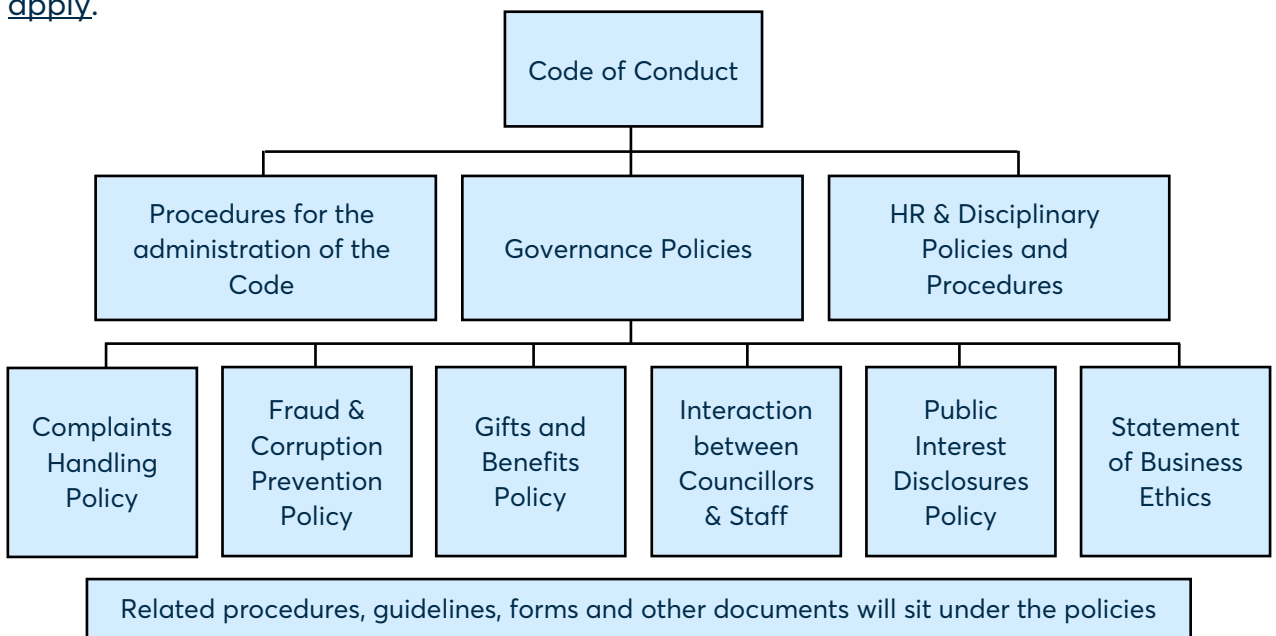 apply.
Code of Conduct
Procedures for the
administration of the
Code
Governance Policies
HR & Disciplinary
Policies and
Procedures
Complaints
Handling
Policy
Fraud &
Corruption
Prevention
Policy
Gifts and
Benefits
Policy
Interaction
between
Councillors
& Staff
Public
Interest
Disclosures
Policy
Statement
of Business
Ethics
Related procedures, guidelines, forms and other documents will sit under the policies